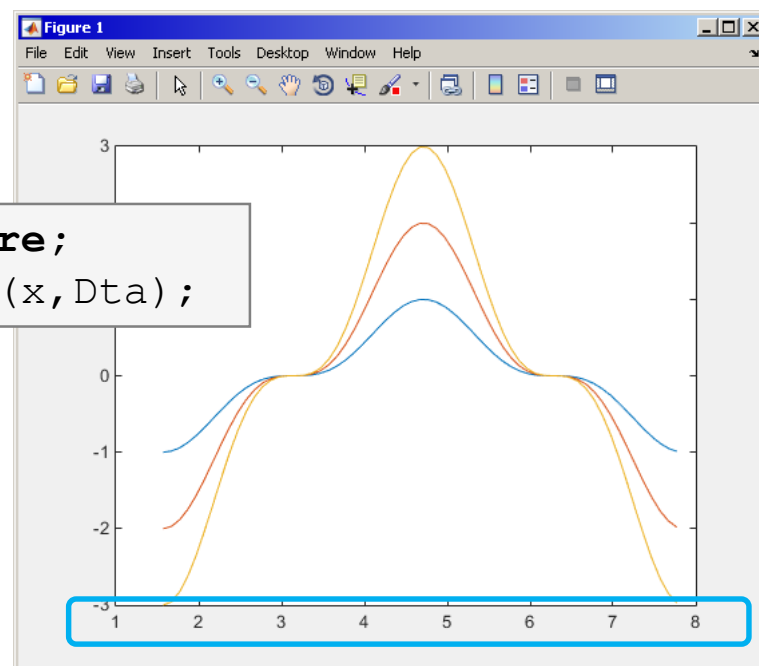 Figure 1
File Edit View Insert Tools Desktop Window Help
3
re;
(x,Dta);
0
-1
-2
-3
1 2 3 4 5 6 7 8